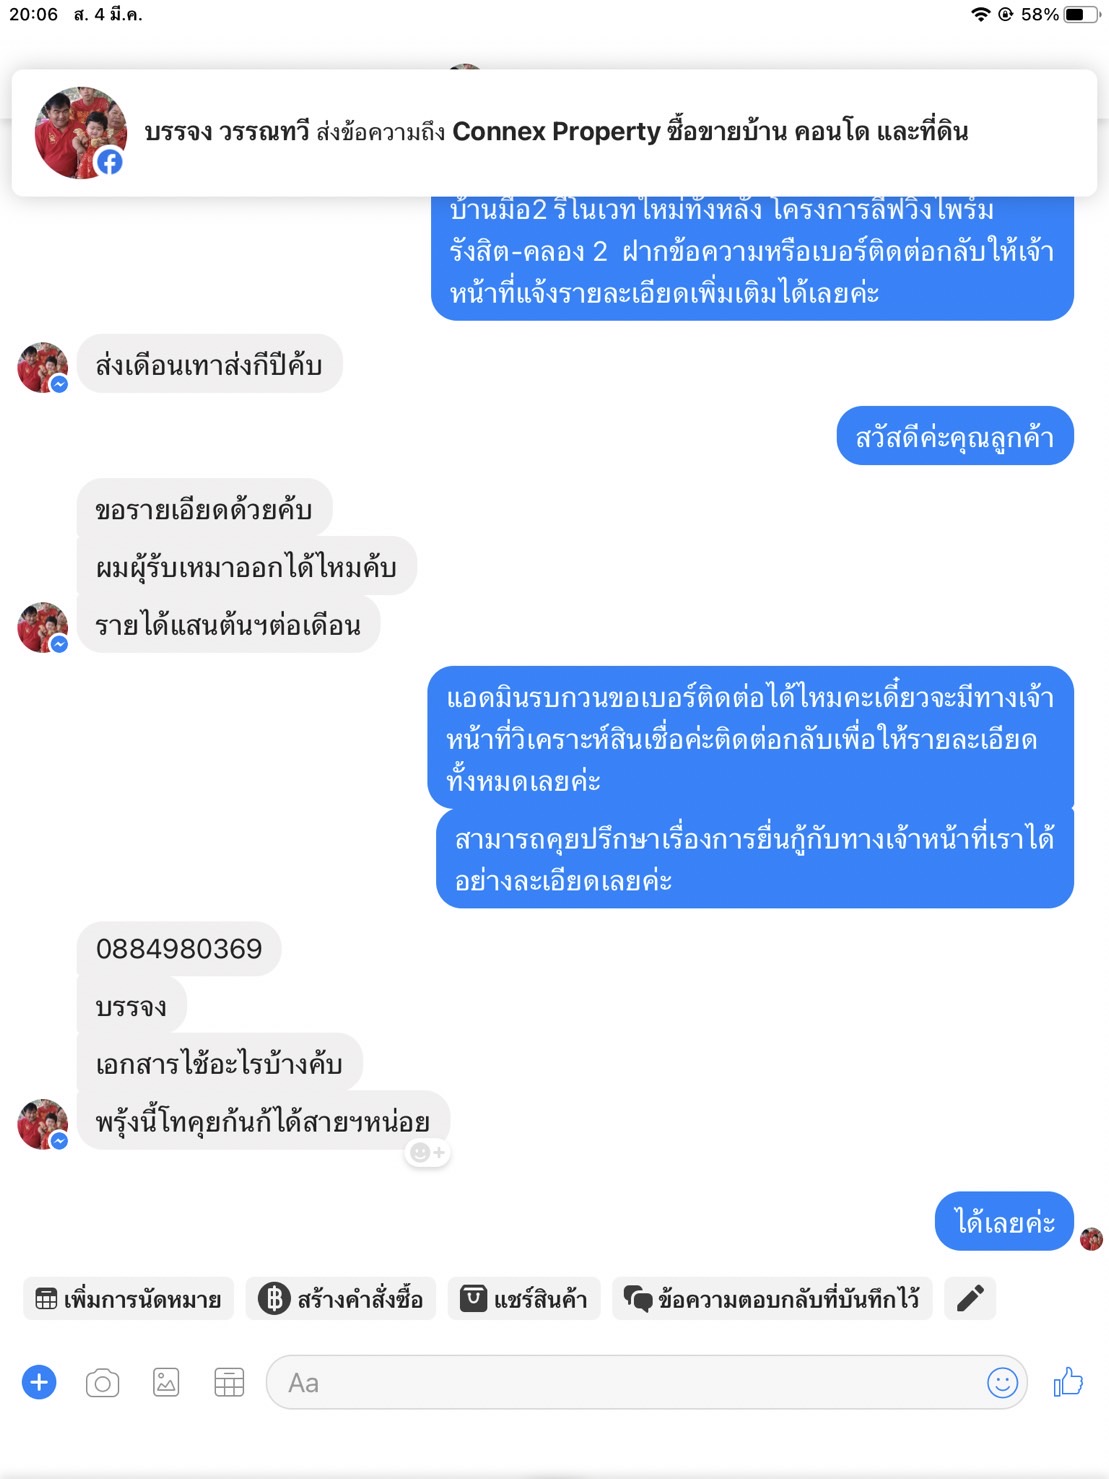 20:06 ส. 4 มี.ค.
58%
บรรจง วรรณทวี ส่งข้อความถึง Connex Property ซื้อขายบ้าน คอนโด และที่ดิน
บ้านมือ2 รีโนเวทใหม่ทั้งหลัง โครงการลีฟวิ่งไพร์ม
รังสิต-คลอง 2 ฝากข้อความหรือเบอร์ติดต่อกลับให้เจ้า
หน้าที่แจ้งรายละเอียดเพิ่มเติมได้เลยค่ะ
ส่งเดือนเทาส่งกีปีค้บ
สวัสดีค่ะคุณลูกค้า
ขอรายเอียดด้วยค้บ
ผมผุ้ร้บเหมาออกได้ไหมค้บ
รายได้แสนต้นฯต่อเดือน
แอดมินรบกวนขอเบอร์ติดต่อได้ไหมคะเดี๋ยวจะมีทางเจ้า
หน้าที่วิเคราะห์สินเชื่อค่ะติดต่อกลับเพื่อให้รายละเอียด
ทั้งหมดเลยค่ะ
สามารถคุยปรึกษาเรื่องการยื่นกู้กับทางเจ้าหน้าที่เราได้
อย่างละเอียดเลยค่ะ
0884980369
บรรจง
เอกสารไช้อะไรบ้างค้บ
พรุ้งนี้โทคุยก้นก้ได้สายฯหน่อย
ได้เลยค่ะ
เพิ่มการนัดหมาย สร้างคำสั่งซื้อ แชร์สินค้า ข้อความตอบกลับที่บันทึกไว้
Aa